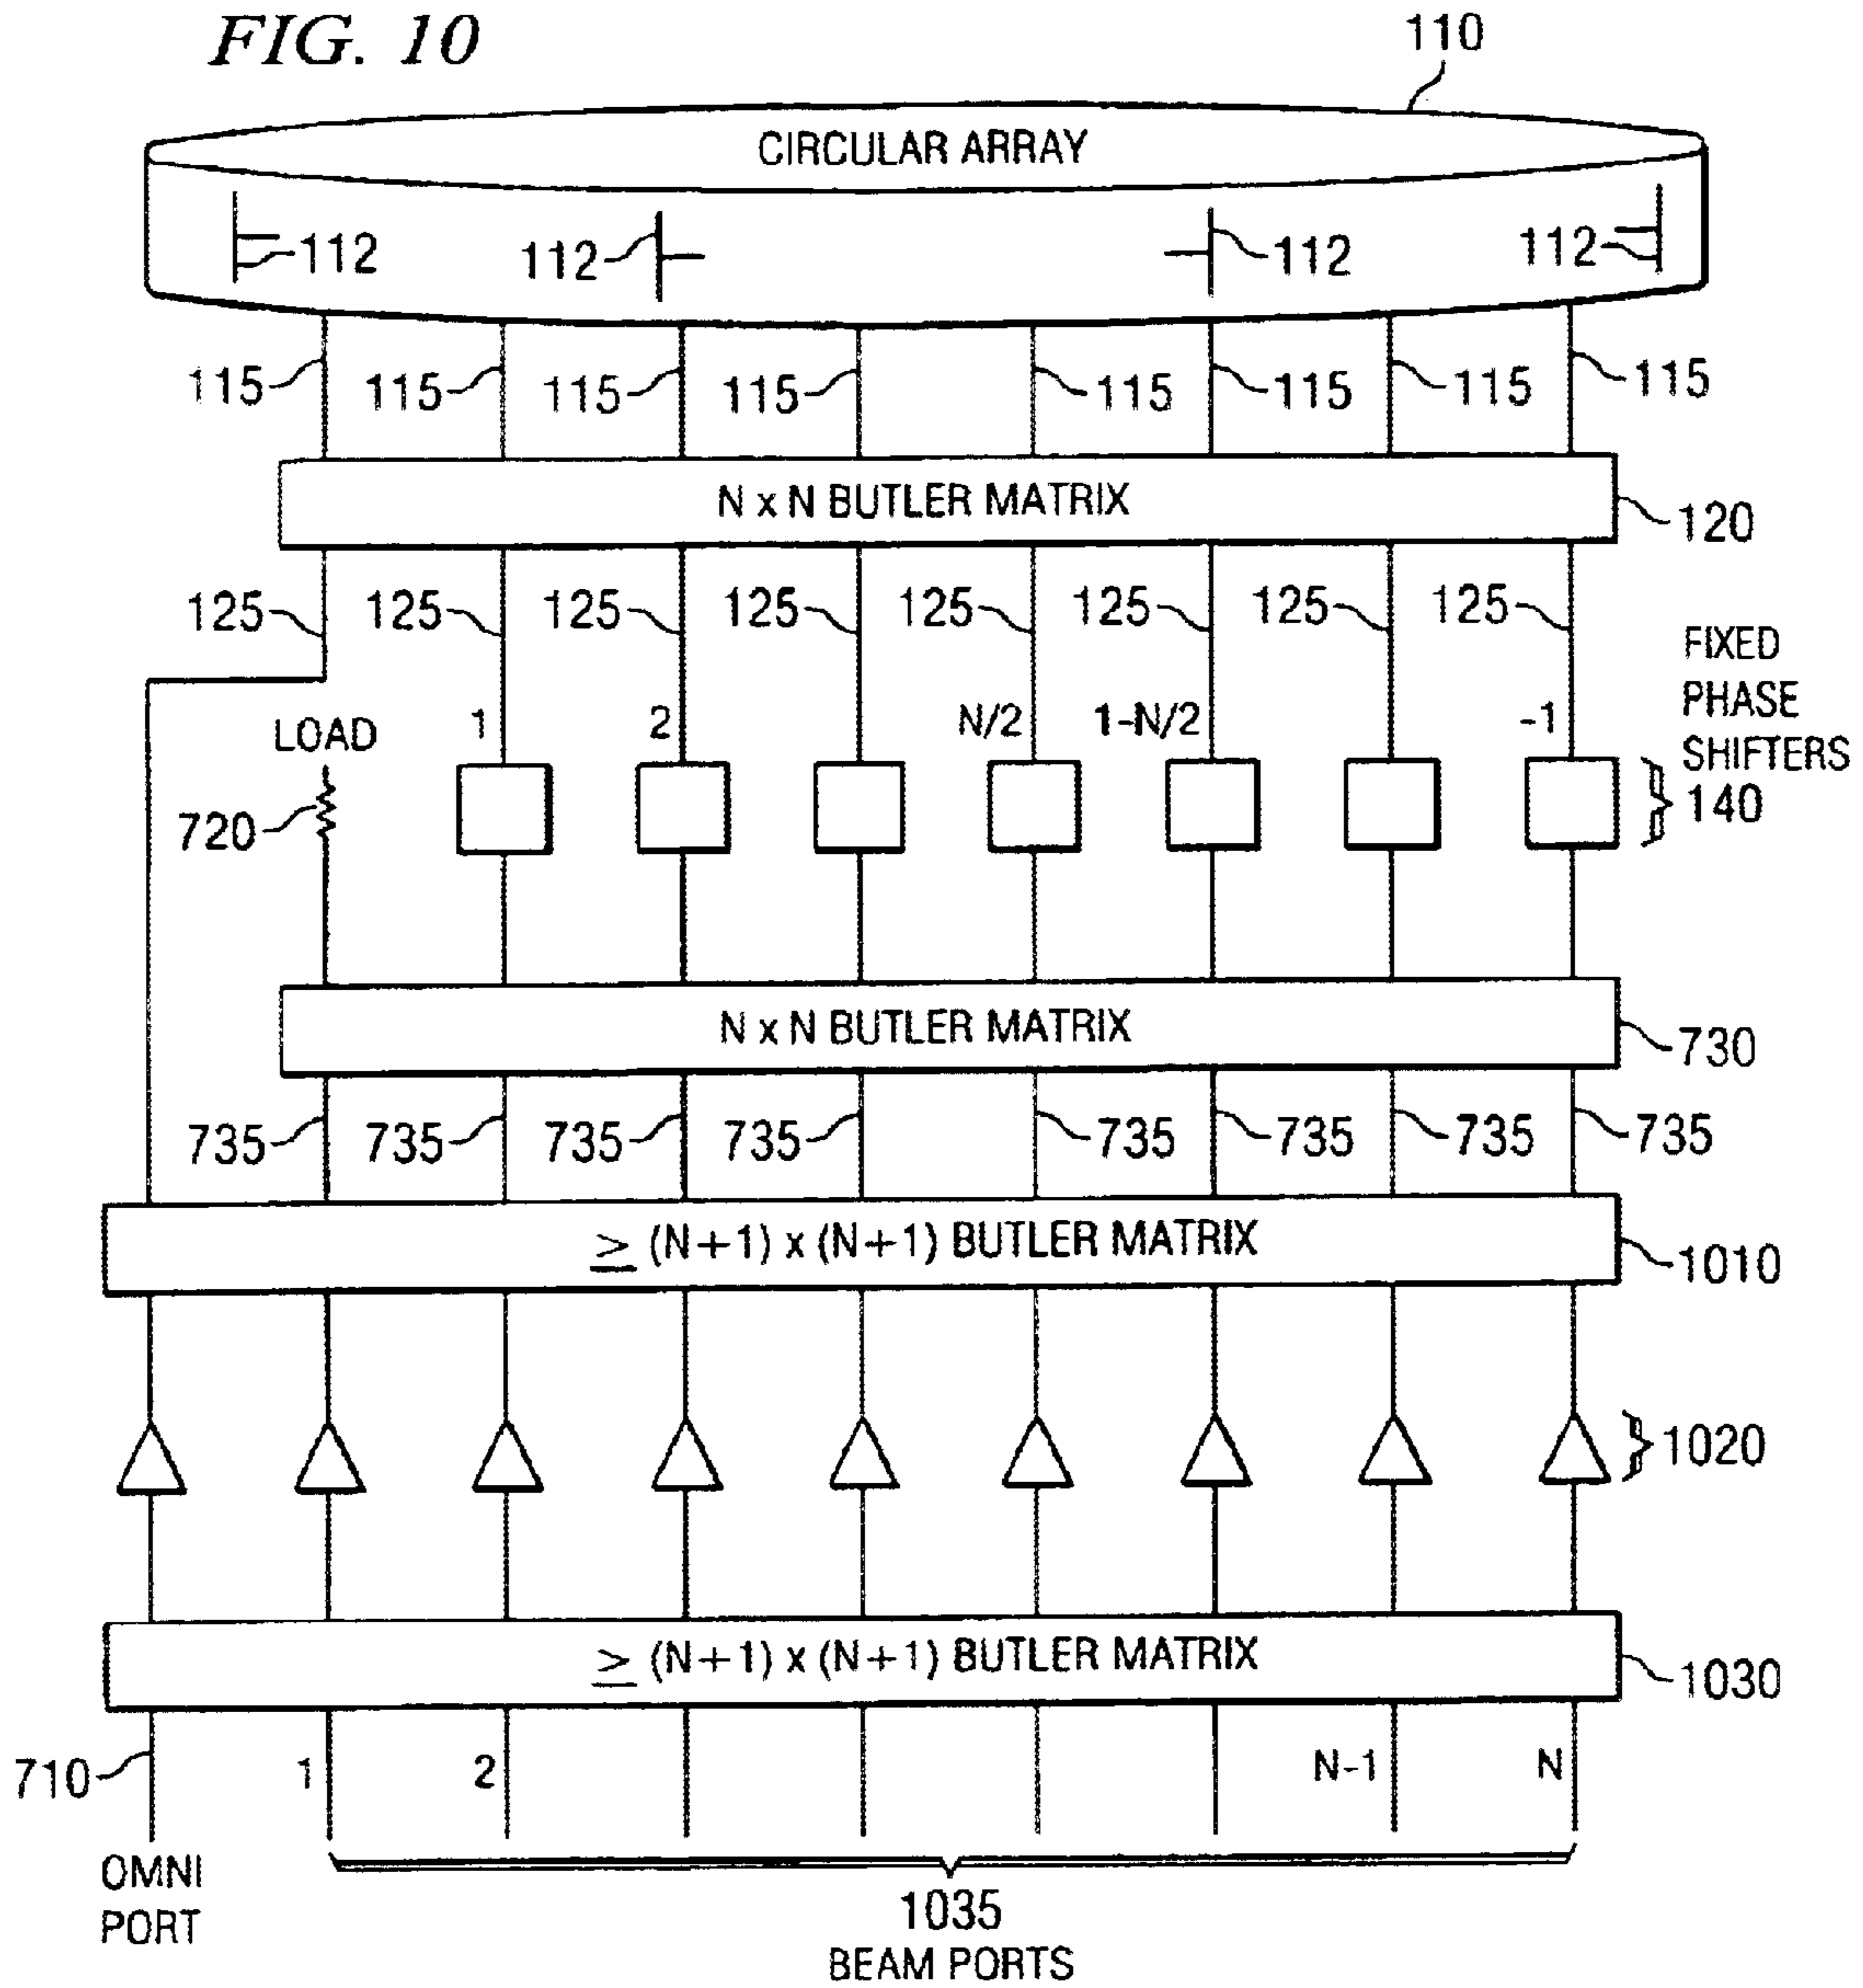 FIG. 10
110
CIRCULAR ARRAY
112 112 112 112
115 115 115 115 115 115 115 115
N x N BUTLER MATRIX
120
125 125 125 125 125 125 125 125
FIXED
PHASE
SHIFTERS
LOAD
1 2 N/2 1-N/2 -1
720
140
N x N BUTLER MATRIX
730
735 735 735 735 735 735 735 735
≥ (N+1) x (N+1) BUTLER MATRIX
1010
1020
≥ (N+1) x (N+1) BUTLER MATRIX
1030
710
1 2 N-1 N
OMNI
PORT
1035
BEAM PORTS